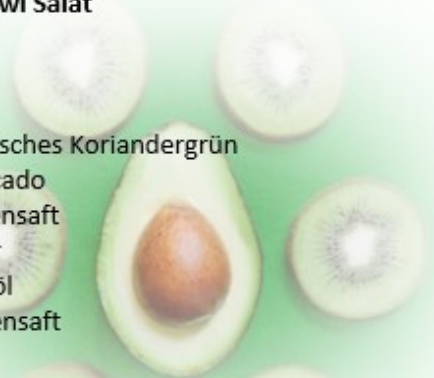 wi Salat
sches Koriandergrün
cado
ensaft
öl
ensaft